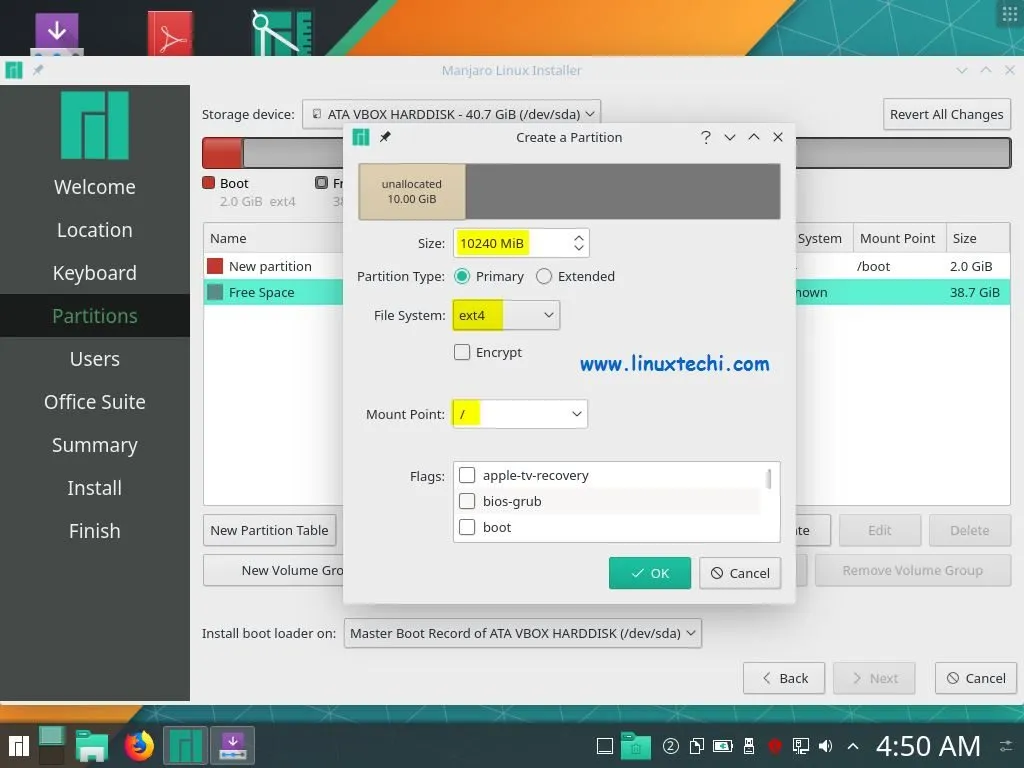 Manjaro Linux Installer
Storage device: ATA VBOX HARDDISK - 40.7 GiB (/dev/sda) Revert All Changes
Boot
2.0 GiB ext4
Create a Partition
unallocated
10.00 GiB
Welcome
Location
Keyboard
Partitions
Users
Office Suite
Summary
Install
Finish
Name System Mount Point Size
New partition /boot 2.0 GiB
Free Space 38.7 GiB
Size: 10240 MiB
Partition Type: Primary Extended
File System: ext4
Encrypt
www.linuxtechi.com
Mount Point: /
Flags: apple-tv-recovery
bios-grub
boot
OK Cancel
New Partition Table Edit Delete
New Volume Gro Remove Volume Group
Install boot loader on: Master Boot Record of ATA VBOX HARDDISK (/dev/sda)
Back Next Cancel
2 4:50 AM